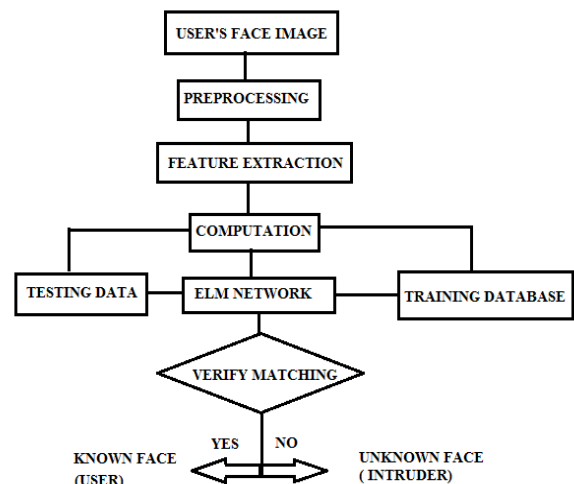 USER'S FACE IMAGE
PREPROCESSING
FEATURE EXTRACTION
COMPUTATION
TESTING DATA
ELM NETWORK
TRAINING DATABASE
VERIFY MATCHING
YES
NO
KNOWN FACE
(USER)
UNKNOWN FACE
( INTRUDER)